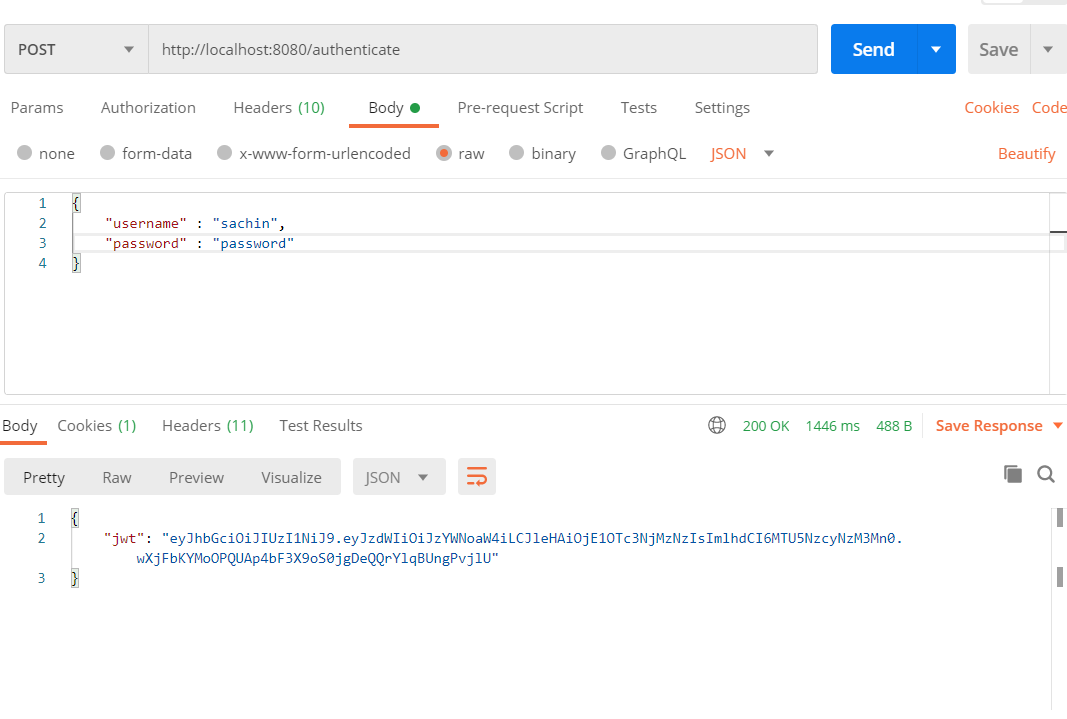 POST http://localhost:8080/authenticate Send Save
Params Authorization Headers (10) Body Pre-request Script Tests Settings Cookies Code
none form-data x-www-form-urlencoded raw binary GraphQL JSON Beautify
1 {
2 "username" : "sachin",
3 "password" : "password"
4 }
Body Cookies (1) Headers (11) Test Results 200 OK 1446 ms 488 B Save Response
Pretty Raw Preview Visualize JSON
1 {
2 "jwt": "eyJhbGciOiJIUzI1NiJ9.eyJzdWIiOiJzYWNoaW4iLCJleHAiOjE1OTc3NjMzNzIsImlhdCI6MTU5NzcyNzM3Mn0.
wXjFbKYMoOPQUAp4bF3X9oS0jgDeQQrYlqBUngPvjlU"
3 }